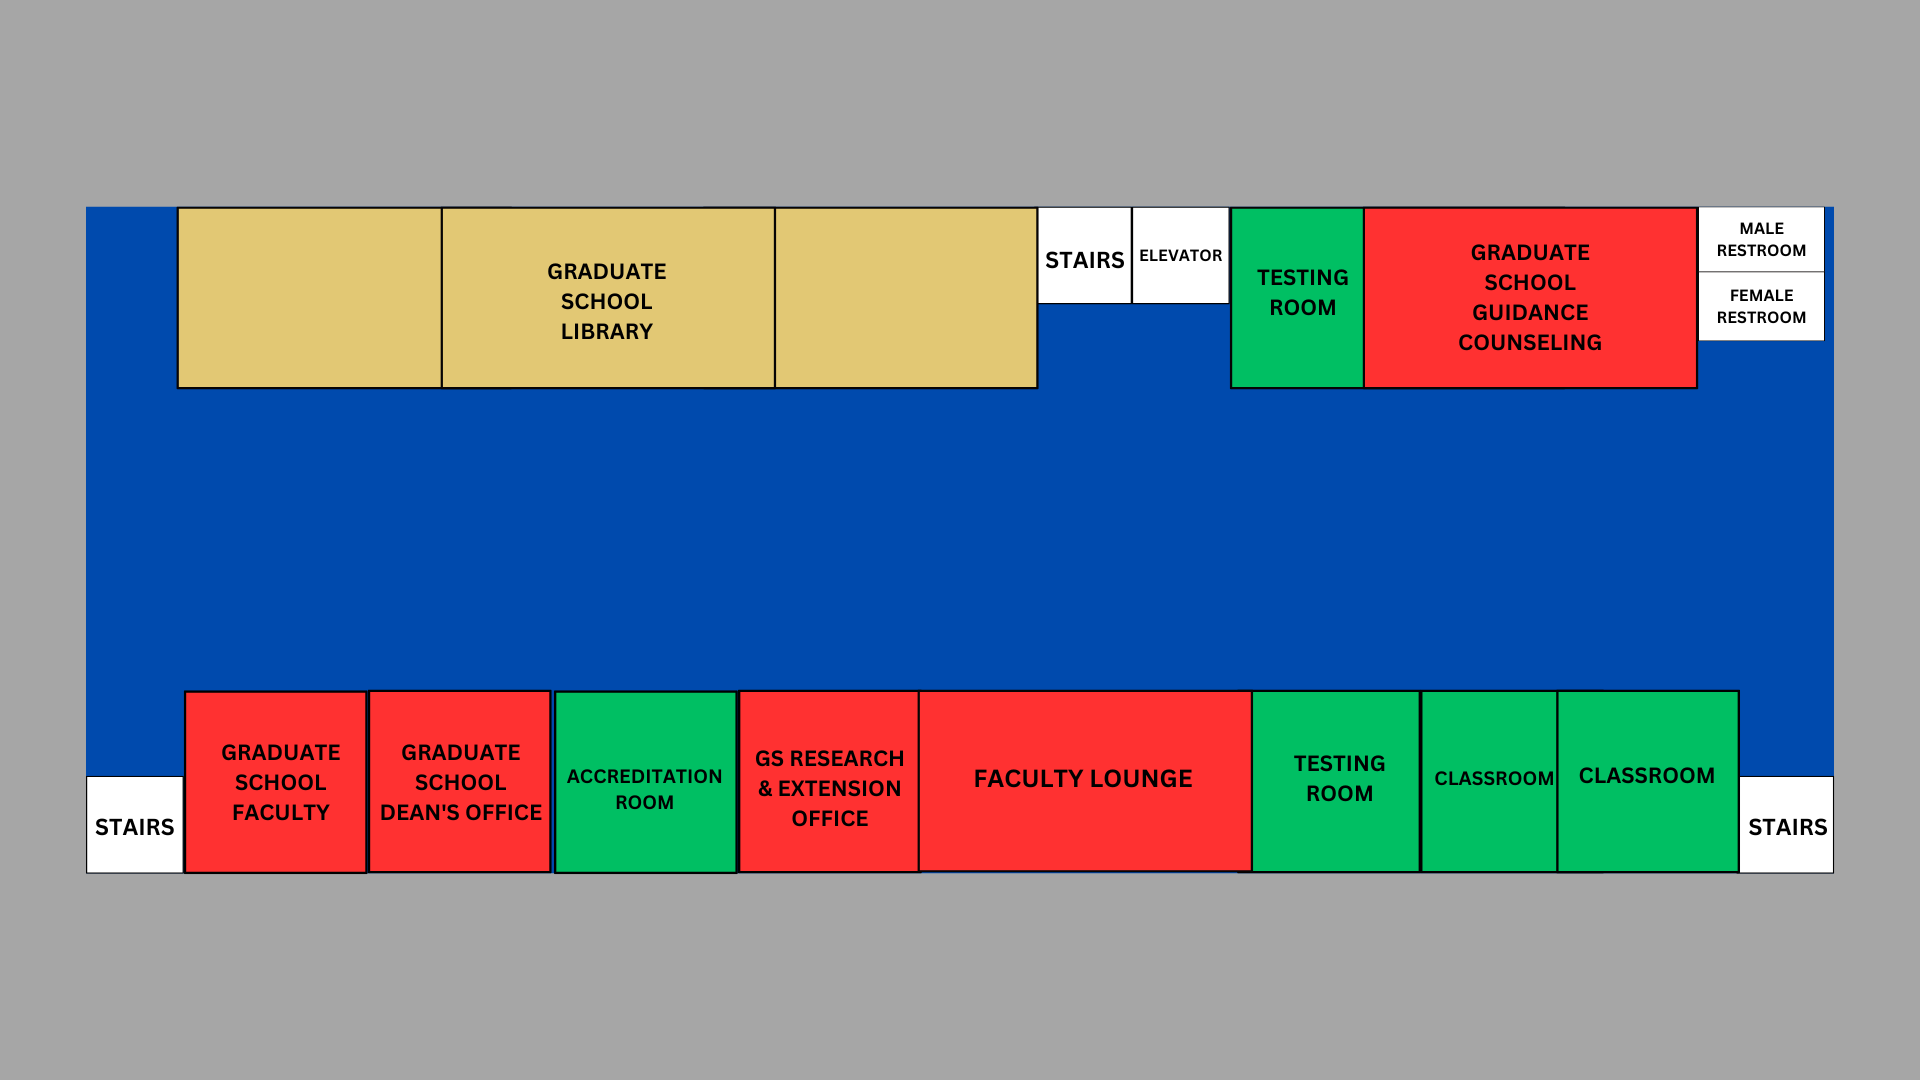 GRADUATE
SCHOOL
LIBRARY
STAIRS
ELEVATOR
TESTING
ROOM
GRADUATE
SCHOOL
GUIDANCE
COUNSELING
MALE
RESTROOM
FEMALE
RESTROOM
STAIRS
GRADUATE
SCHOOL
FACULTY
GRADUATE
SCHOOL
DEAN'S OFFICE
ACCREDITATION
ROOM
GS RESEARCH
& EXTENSION
OFFICE
FACULTY LOUNGE
TESTING
ROOM
CLASSROOM
CLASSROOM
STAIRS